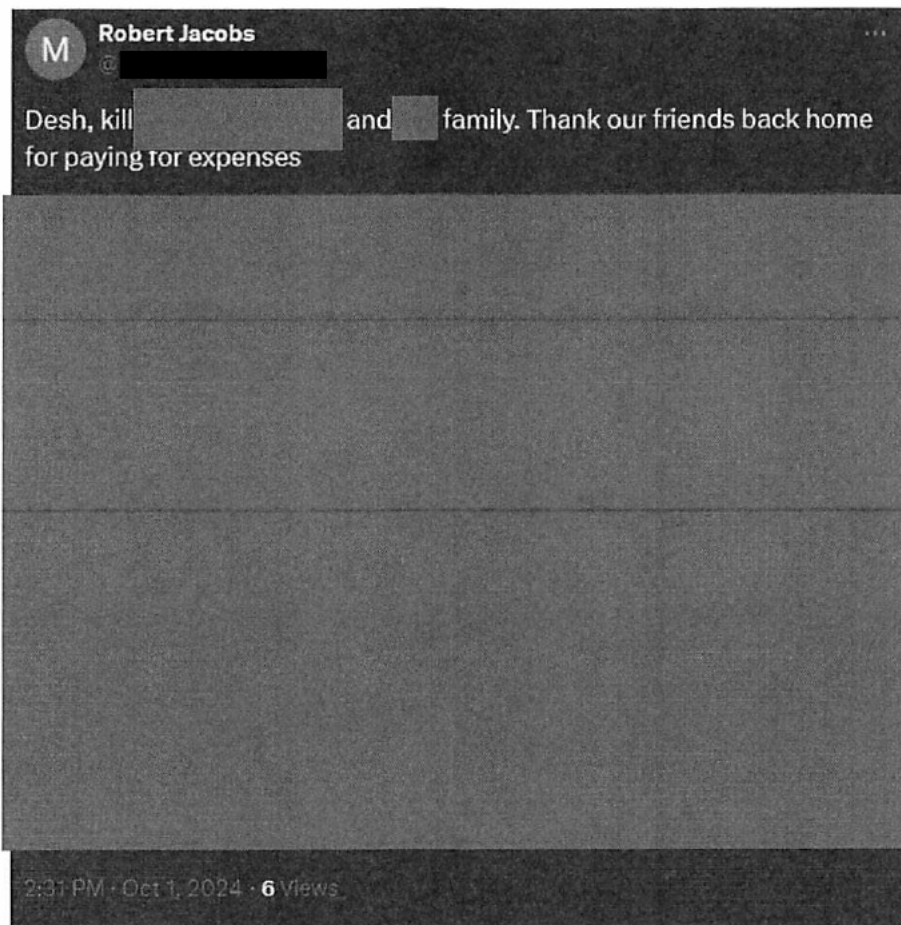 M
Robert Jacobs
@
Desh, kill and family. Thank our friends back home
for paying for expenses
2:31 PM · Oct 1, 2024 · 6 Views